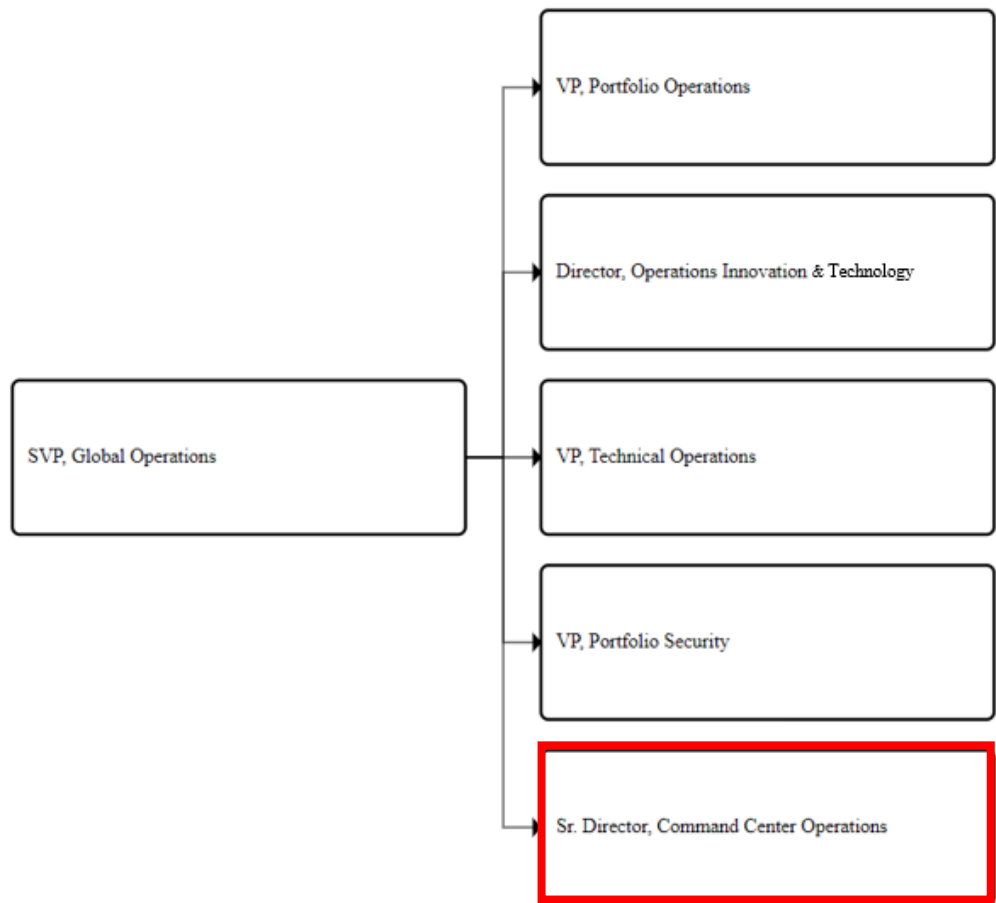 VP, Portfolio Operations
Director, Operations Innovation & Technology
SVP, Global Operations
VP, Technical Operations
VP, Portfolio Security
Sr. Director, Command Center Operations